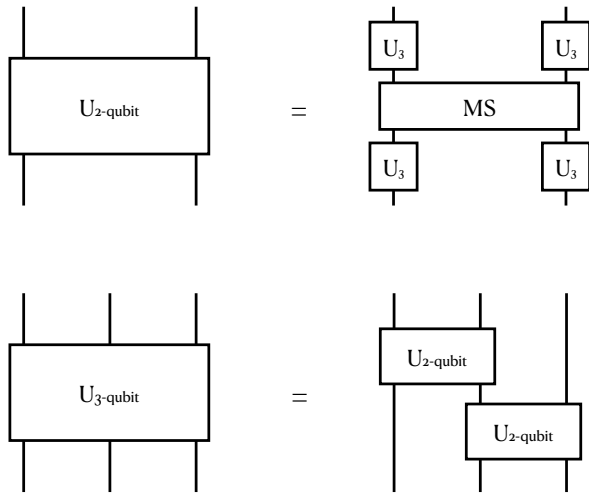 U₃ U₃
U₂-qubit = MS
U₃ U₃
U₂-qubit
U₃-qubit =
U₂-qubit